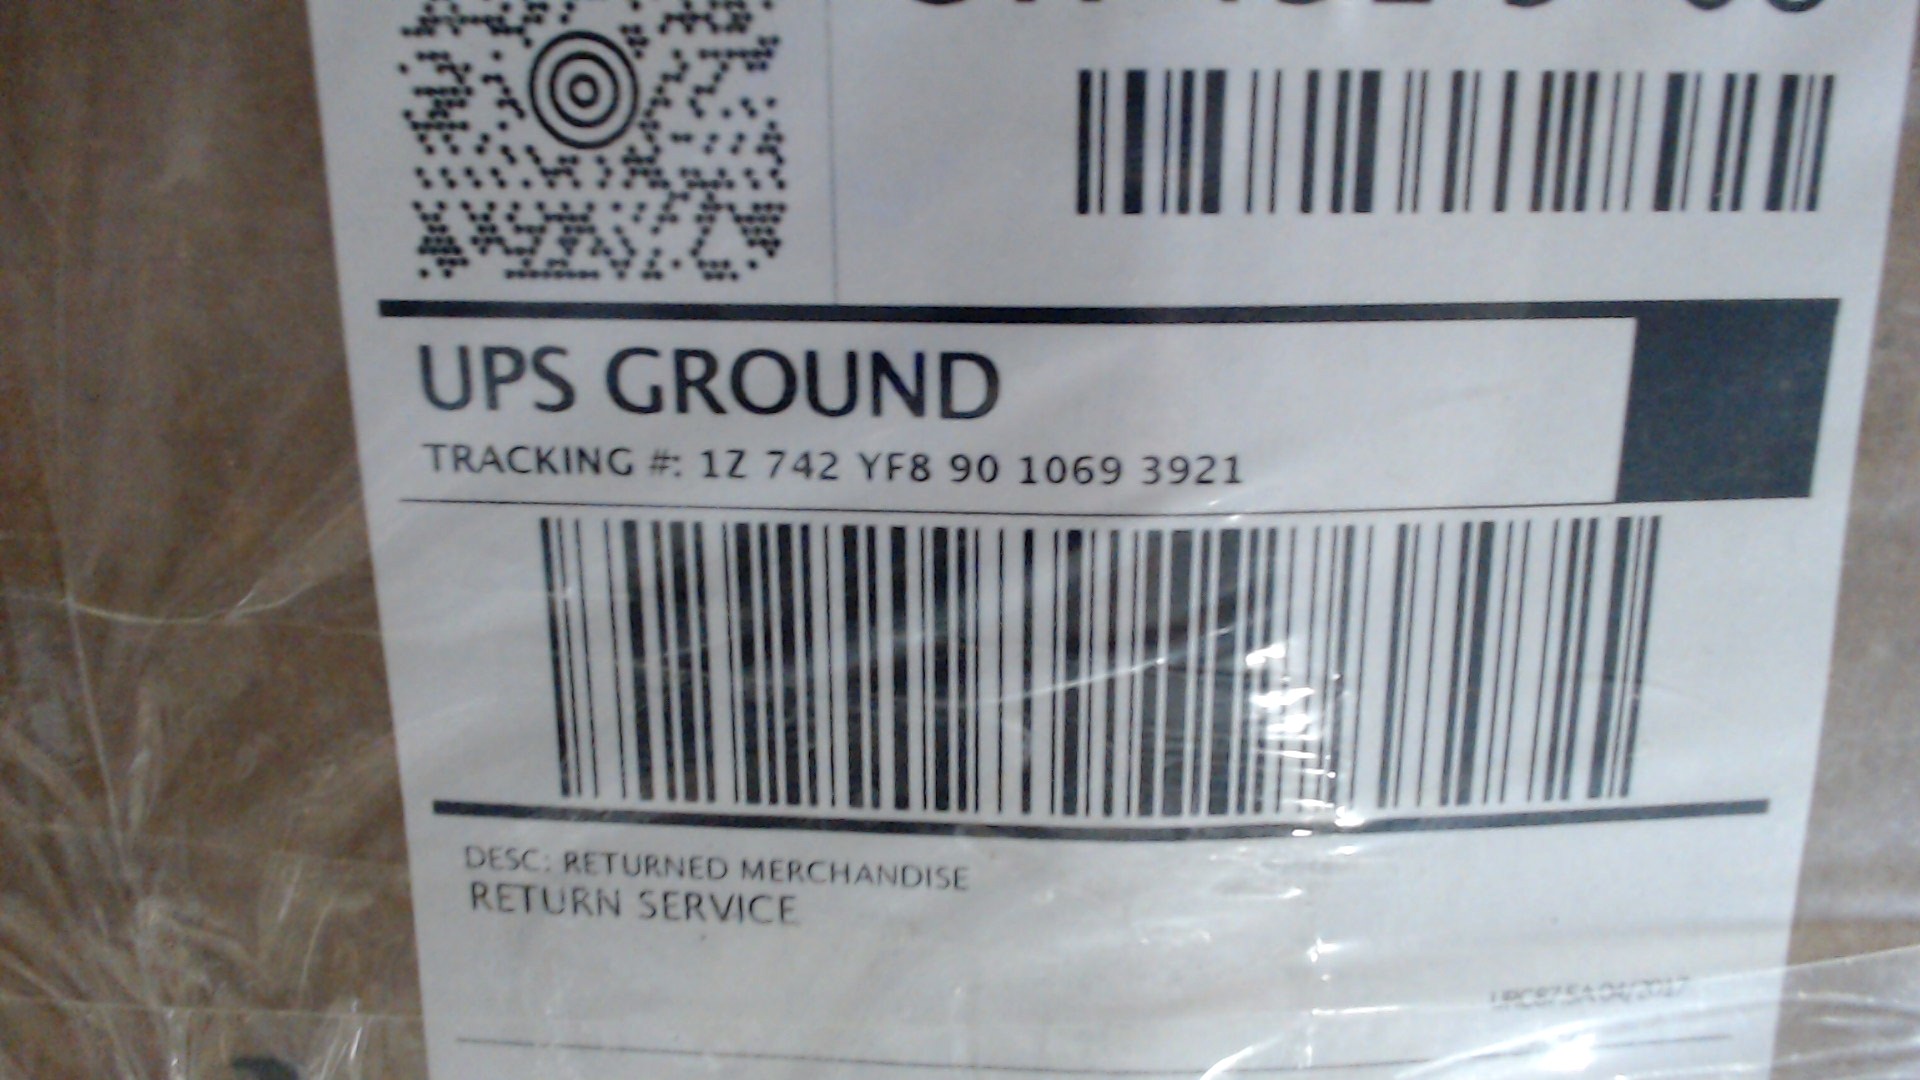 UPS GROUND
TRACKING #: 1Z 742 YF8 90 1069 3921
DESC: RETURNED MERCHANDISE
RETURN SERVICE